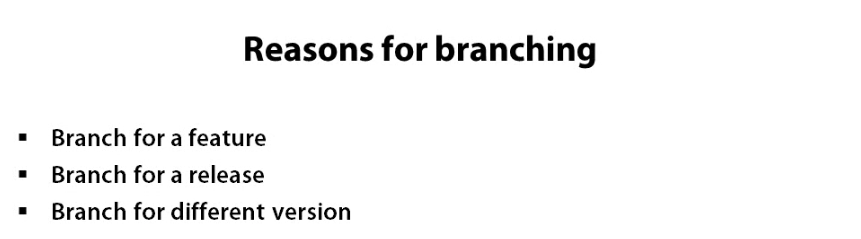 Reasons for branching
▪ Branch for a feature
▪ Branch for a release
▪ Branch for different version